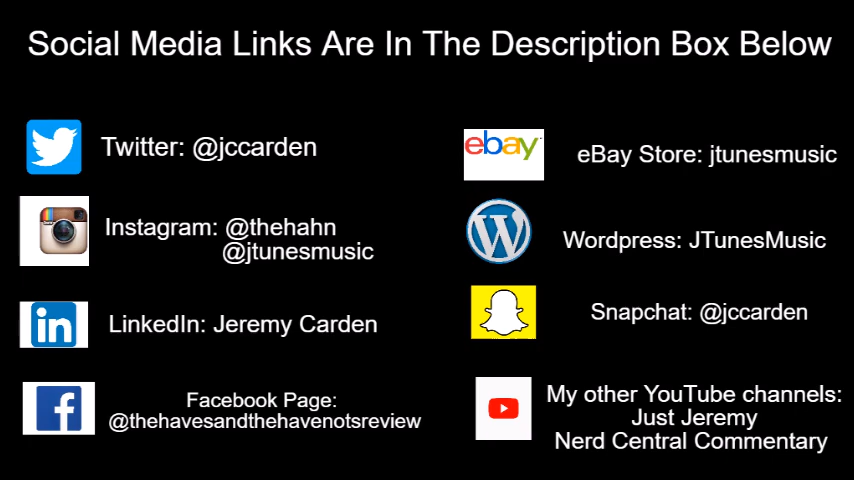 Social Media Links Are In The Description Box Below
Twitter: @jccarden
Instagram: @thehahn
@jtunesmusic
in LinkedIn: Jeremy Carden
f
Facebook Page:
@thehavesandthehavenotsreview
ebay
eBay Store: jtunesmusic
W
Wordpress: JTunesMusic
Snapchat: @jccarden
My other YouTube channels:
Just Jeremy
Nerd Central Commentary